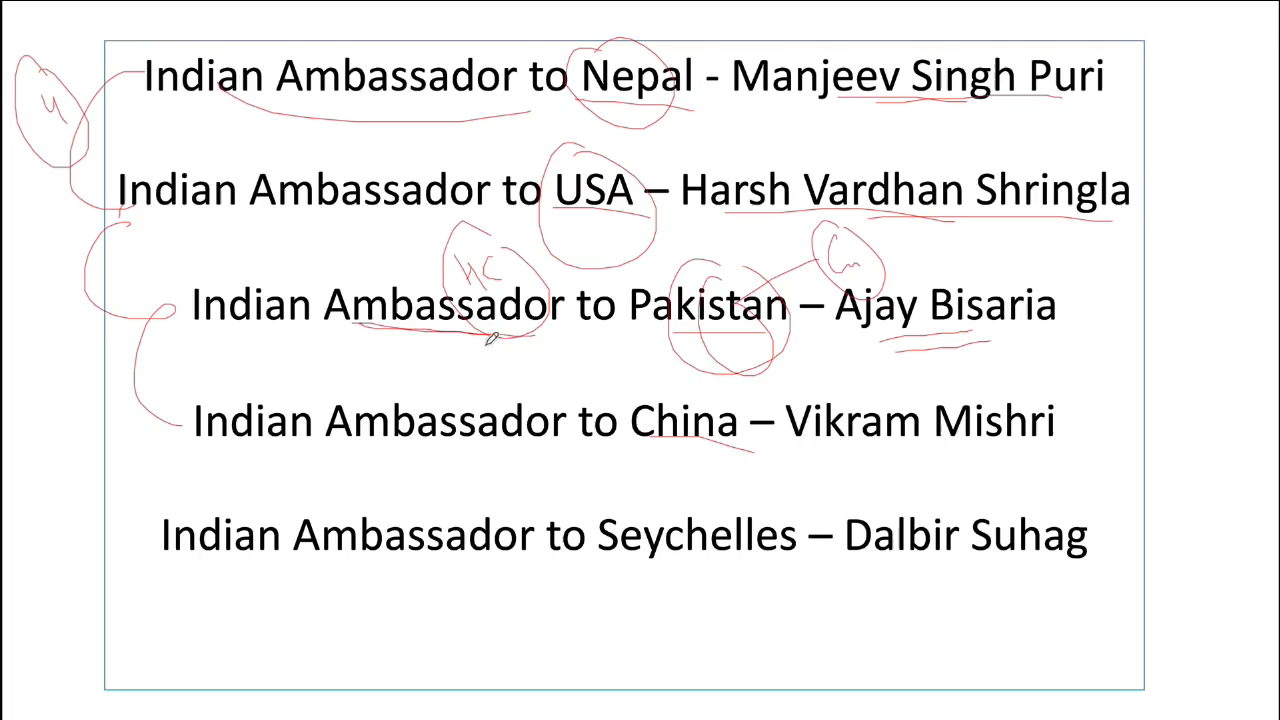 Indian Ambassador to Nepal - Manjeev Singh Puri
Indian Ambassador to USA – Harsh Vardhan Shringla
HC
Indian Ambassador to Pakistan – Ajay Bisaria
Indian Ambassador to China – Vikram Mishri
Indian Ambassador to Seychelles – Dalbir Suhag